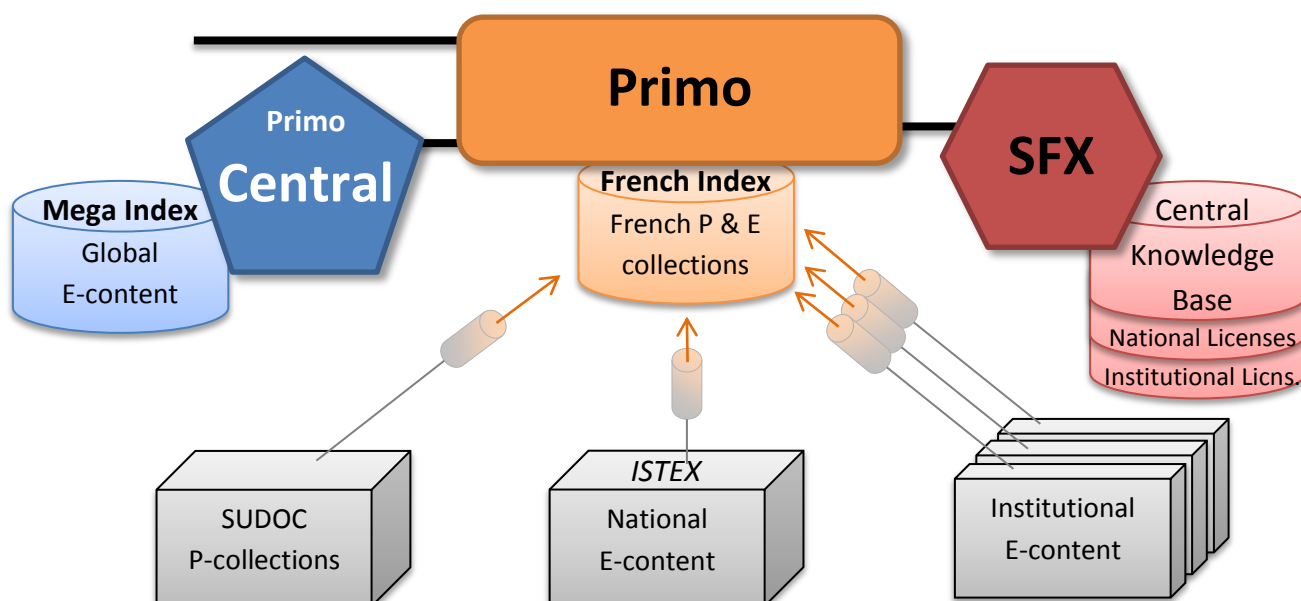 Primo
Primo
Central
SFX
Mega Index
Global
E-content
French Index
French P & E
collections
Central
Knowledge
Base
National Licenses
Institutional Licns.
SUDOC
P-collections
ISTEX
National
E-content
Institutional
E-content